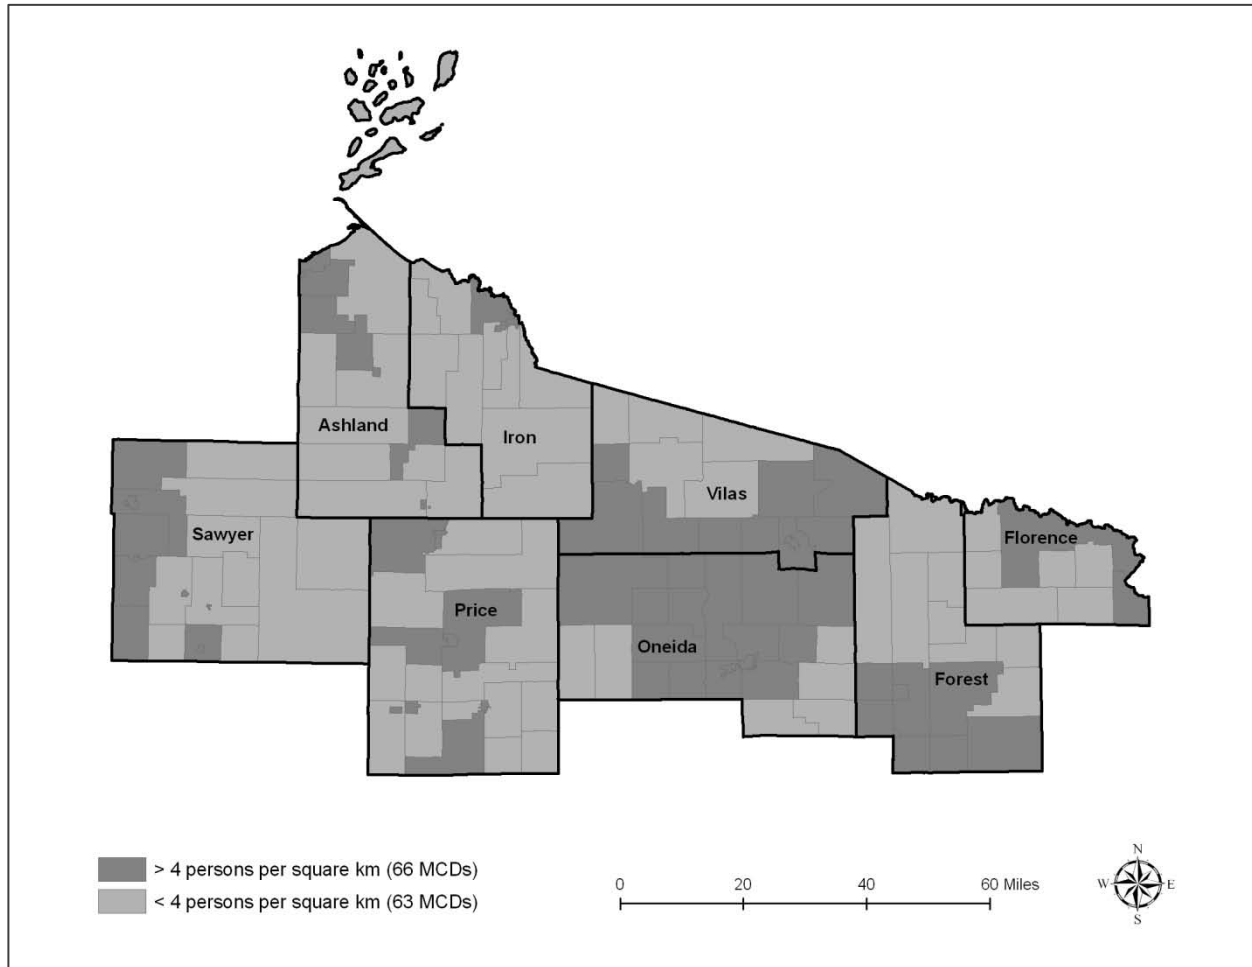 Ashland
Iron
Vilas
Sawyer
Florence
Price
Oneida
Forest
> 4 persons per square km (66 MCDs)
< 4 persons per square km (63 MCDs)
0 20 40 60 Miles
N
W E
S